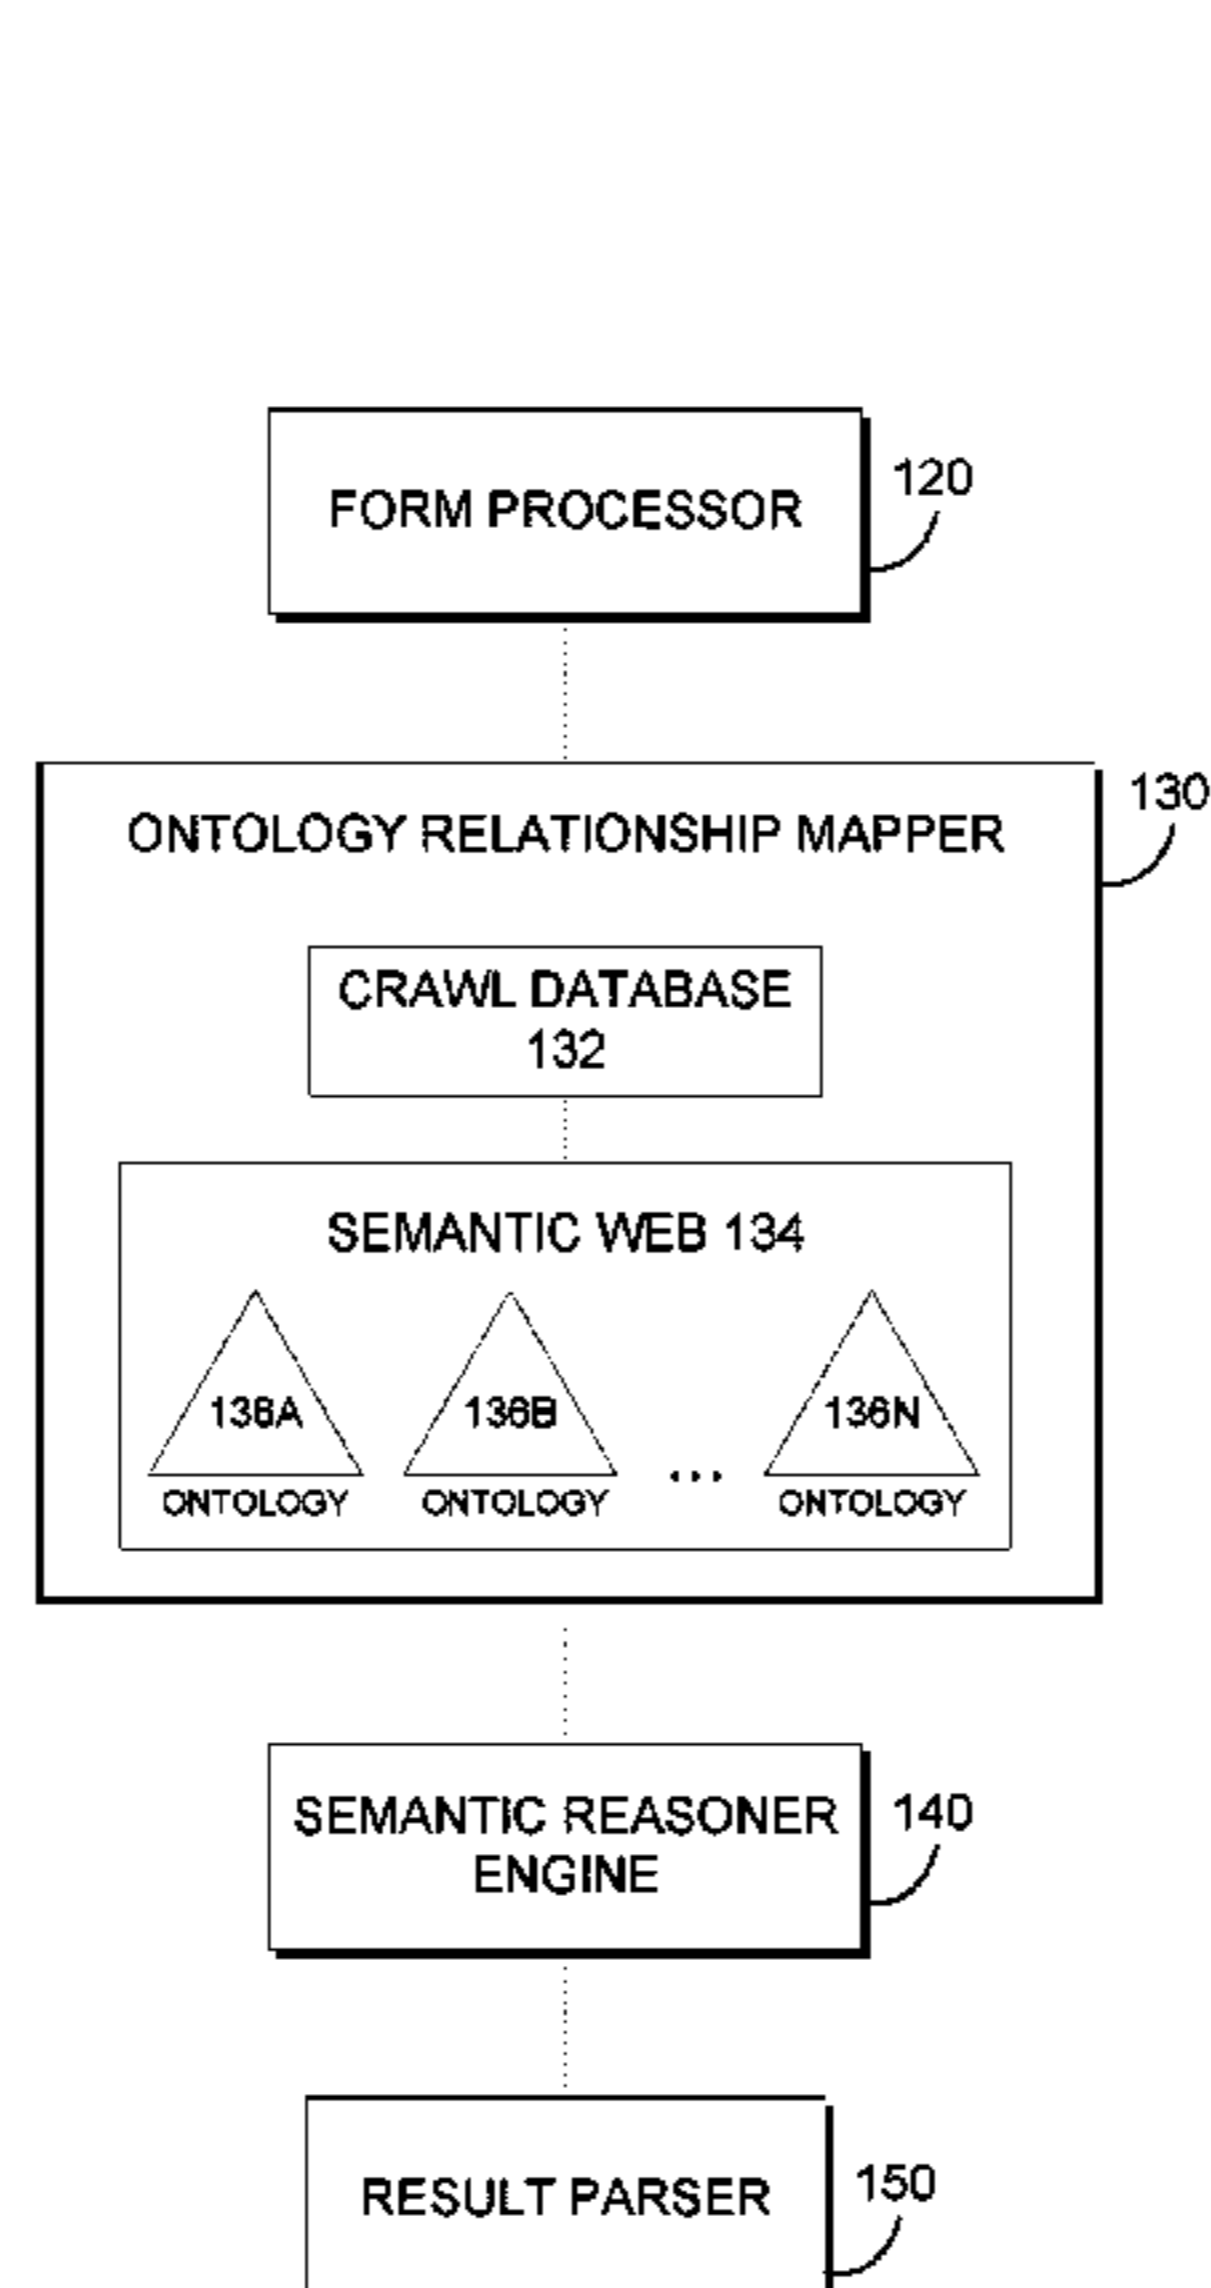 FORM PROCESSOR
120
ONTOLOGY RELATIONSHIP MAPPER
130
CRAWL DATABASE
132
SEMANTIC WEB 134
136A
136B
136N
ONTOLOGY
ONTOLOGY
...
ONTOLOGY
SEMANTIC REASONER
ENGINE
140
RESULT PARSER
150